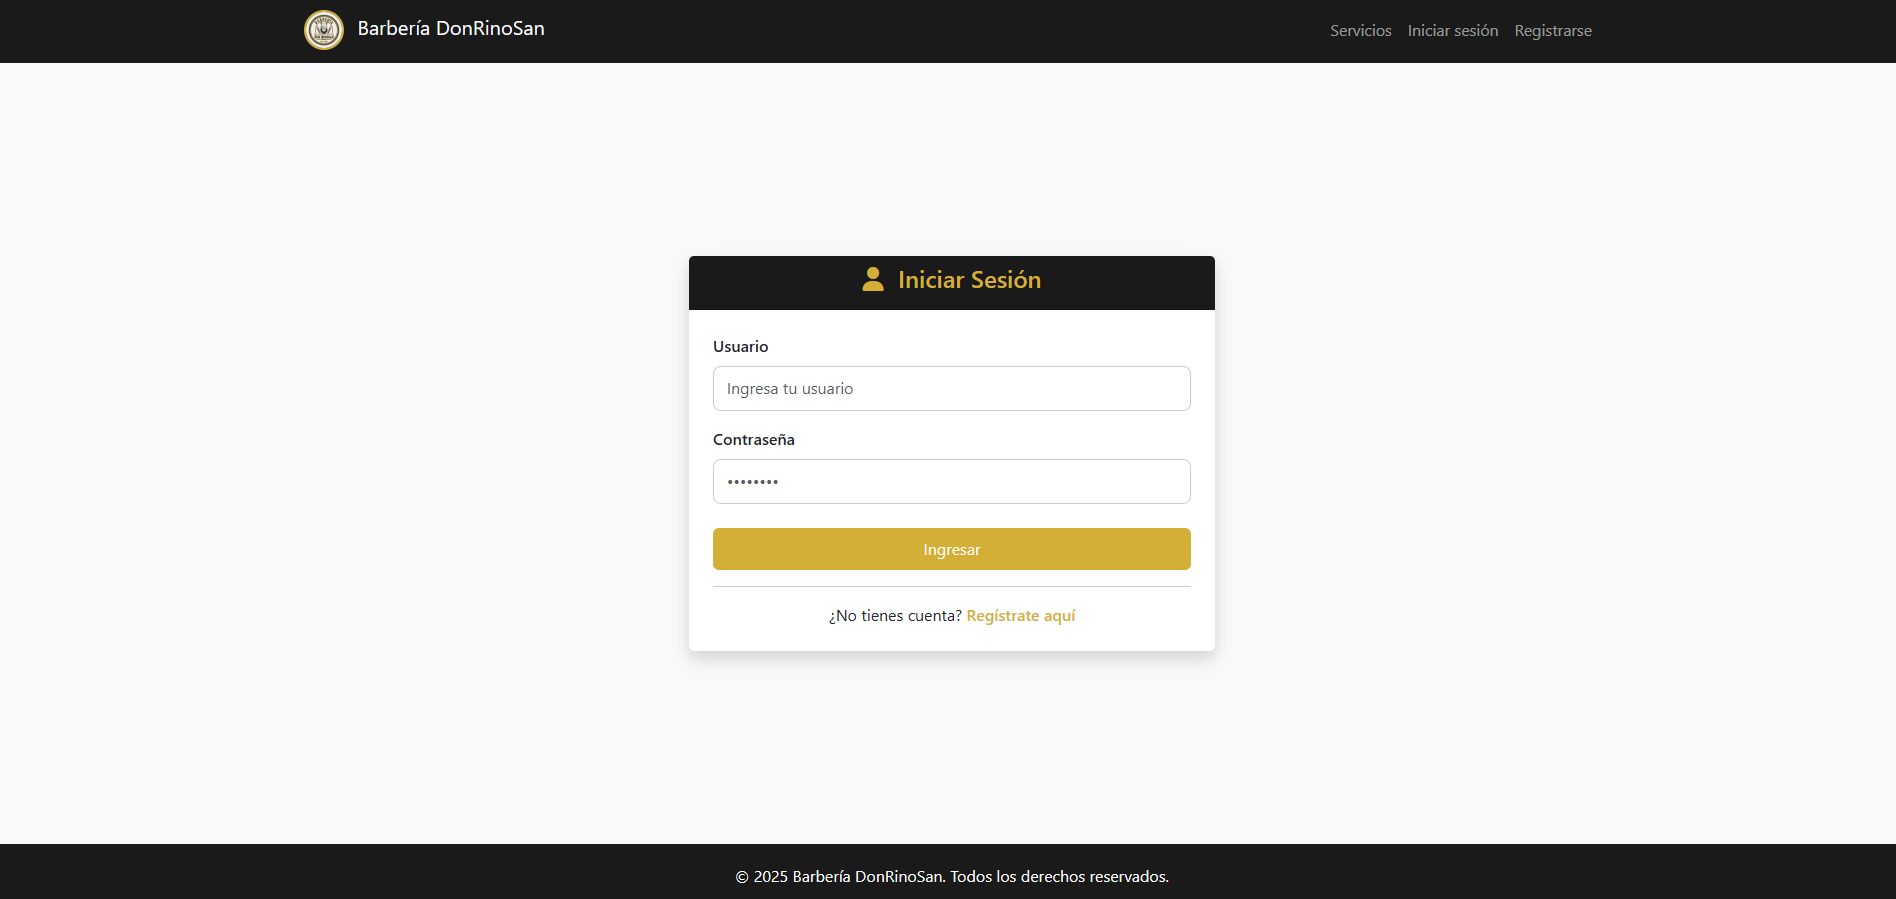 Barbería DonRinoSan
Servicios Iniciar sesión Registrarse
Iniciar Sesión
Usuario
Ingresa tu usuario
Contraseña
••••••••
Ingresar
¿No tienes cuenta? Regístrate aquí
© 2025 Barbería DonRinoSan. Todos los derechos reservados.